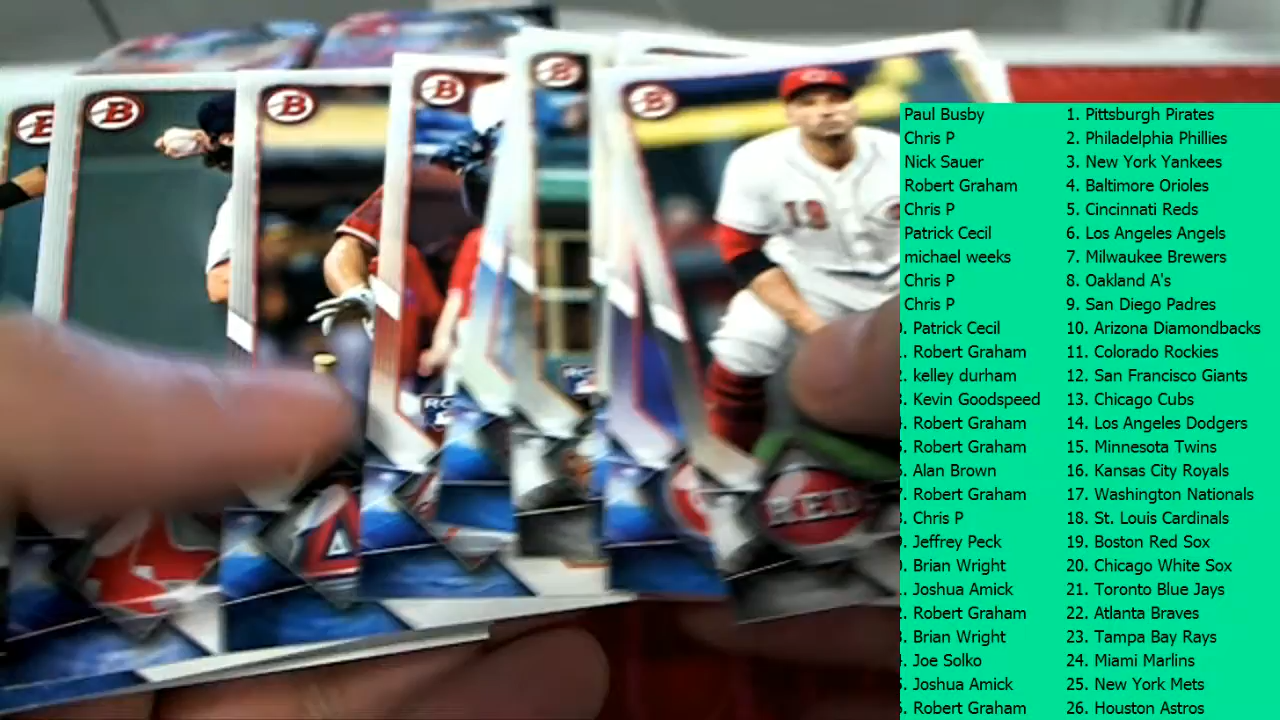 Paul Busby 1. Pittsburgh Pirates
Chris P 2. Philadelphia Phillies
Nick Sauer 3. New York Yankees
Robert Graham 4. Baltimore Orioles
Chris P 5. Cincinnati Reds
Patrick Cecil 6. Los Angeles Angels
michael weeks 7. Milwaukee Brewers
Chris P 8. Oakland A's
Chris P 9. San Diego Padres
. Patrick Cecil 10. Arizona Diamondbacks
. Robert Graham 11. Colorado Rockies
. kelley durham 12. San Francisco Giants
. Kevin Goodspeed 13. Chicago Cubs
. Robert Graham 14. Los Angeles Dodgers
. Robert Graham 15. Minnesota Twins
. Alan Brown 16. Kansas City Royals
. Robert Graham 17. Washington Nationals
. Chris P 18. St. Louis Cardinals
. Jeffrey Peck 19. Boston Red Sox
. Brian Wright 20. Chicago White Sox
. Joshua Amick 21. Toronto Blue Jays
. Robert Graham 22. Atlanta Braves
. Brian Wright 23. Tampa Bay Rays
. Joe Solko 24. Miami Marlins
. Joshua Amick 25. New York Mets
. Robert Graham 26. Houston Astros
B B B B B B
19
RC
RC
REDS